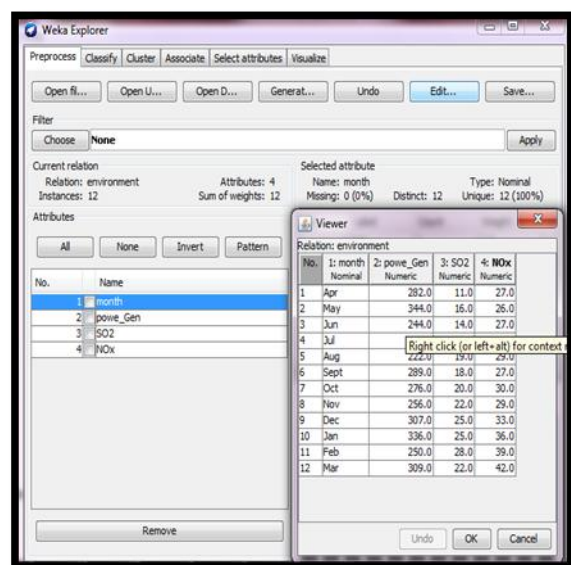 Weka Explorer
Preprocess Classify Cluster Associate Select attributes Visualize
Open fil... Open U... Open D... Generat... Undo Edit... Save...
Filter
Choose None Apply
Current relation
Relation: environment Attributes: 4
Instances: 12 Sum of weights: 12
Selected attribute
Name: month Type: Nominal
Missing: 0 (0%) Distinct: 12 Unique: 12 (100%)
Attributes
All None Invert Pattern
No. Name
1 month
2 powe_Gen
3 SO2
4 NOx
Remove
Viewer
Relation: environment
No. 1: month 2: powe_Gen 3: SO2 4: NOx
Nominal Numeric Numeric Numeric
1 Apr 282.0 11.0 27.0
2 May 344.0 16.0 26.0
3 Jun 244.0 14.0 27.0
4 Jul
Right click (or left+alt) for context
5 Aug 222.0 19.0 29.0
6 Sept 289.0 18.0 27.0
7 Oct 276.0 20.0 30.0
8 Nov 256.0 22.0 29.0
9 Dec 307.0 25.0 33.0
10 Jan 336.0 25.0 36.0
11 Feb 250.0 28.0 39.0
12 Mar 309.0 22.0 42.0
Undo OK Cancel